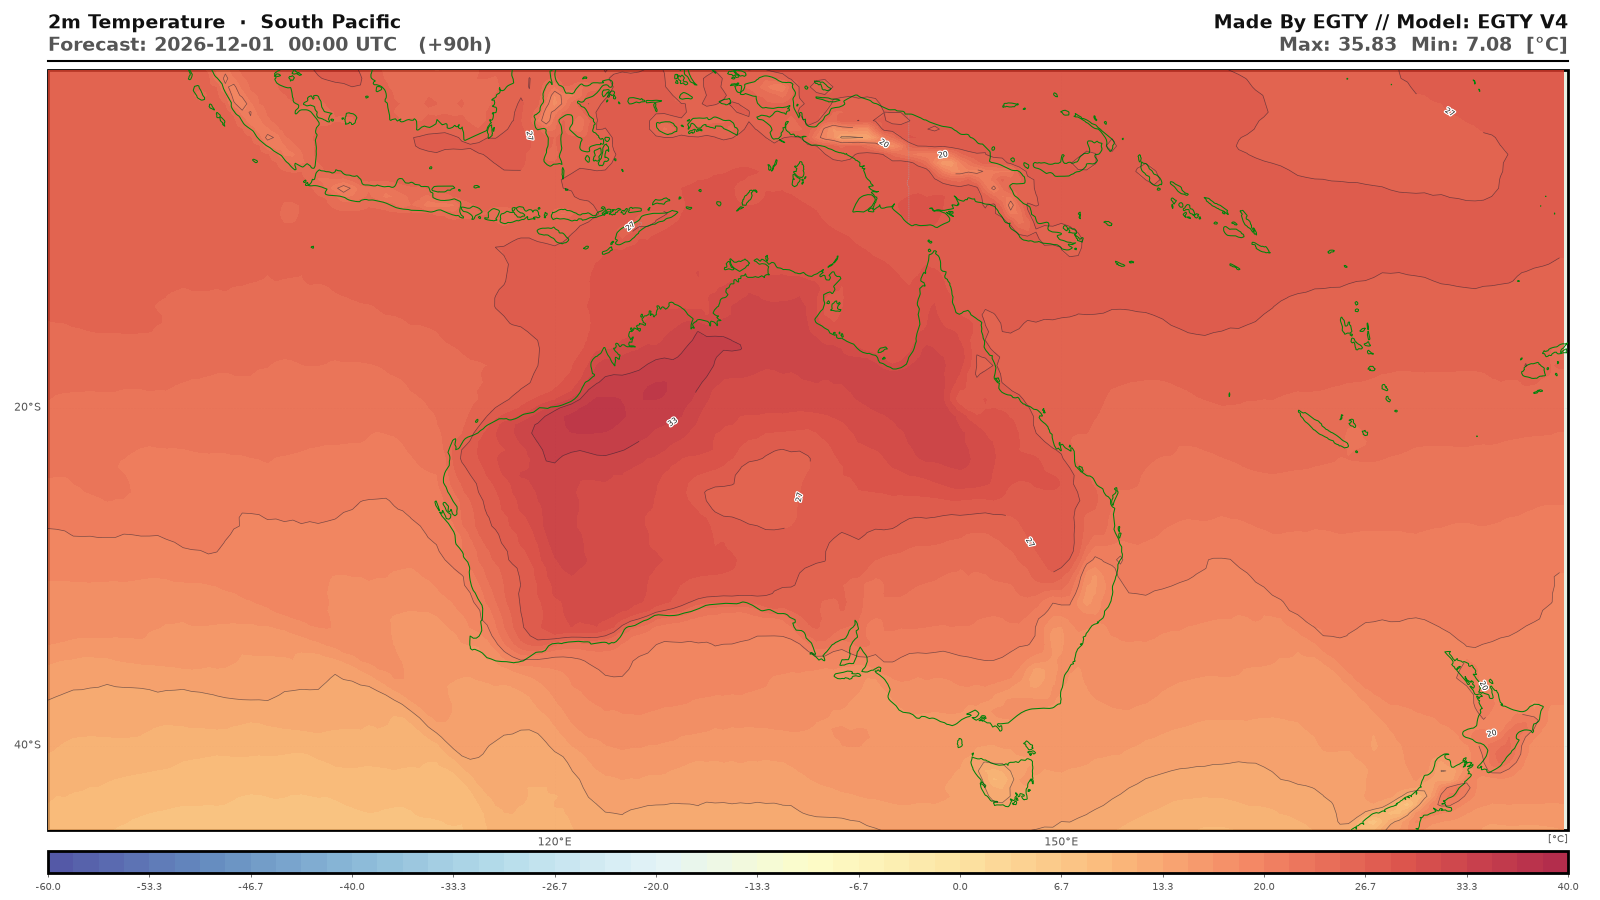 2m Temperature · South Pacific
Made By EGTY // Model: EGTY V4
Forecast: 2026-12-01 00:00 UTC (+90h)
Max: 35.83 Min: 7.08 [°C]
27
27
20
20
27
20°S
33
27
27
20
20
40°S
120°E
150°E
[°C]
-60.0
-53.3
-46.7
-40.0
-33.3
-26.7
-20.0
-13.3
-6.7
0.0
6.7
13.3
20.0
26.7
33.3
40.0